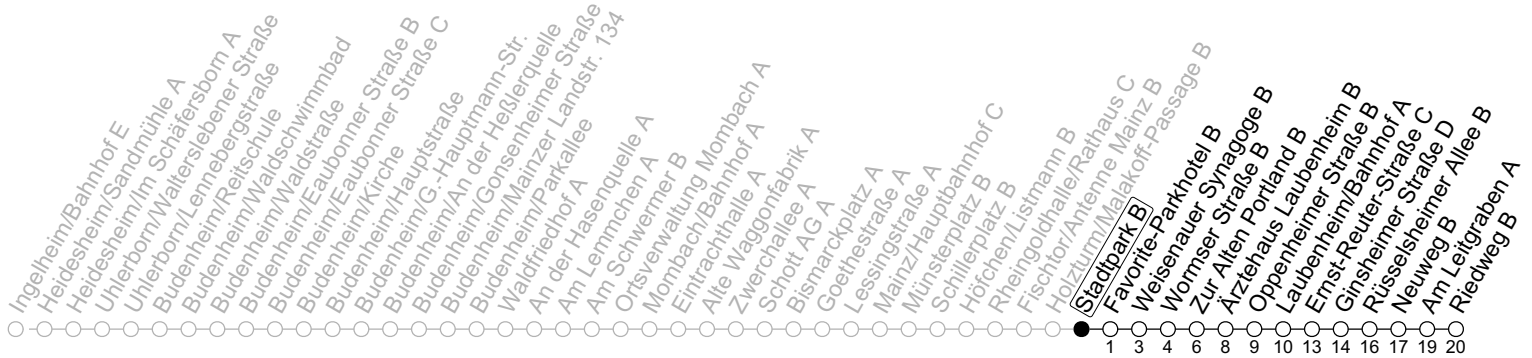 Ingelheim/Bahnhof E
Heidesheim/Sandmühle A
Heidesheim/Im Schäfersborn A
Uhlerborn/Walterslebener Straße
Uhlerborn/Lennebergstraße
Budenheim/Reitschule
Budenheim/Waldschwimmbad
Budenheim/Waldstraße
Budenheim/Eaubonner Straße B
Budenheim/Eaubonner Straße C
Budenheim/Kirche
Budenheim/Hauptstraße
Budenheim/G.-Hauptmann-Str.
Budenheim/An der Heßlerquelle
Budenheim/Gonsenheimer Straße
Budenheim/Mainzer Landstr. 134
Budenheim/Parkallee
Waldfriedhof A
An der Hasenquelle A
Am Lemmchen A
Am Schwermer B
Ortsverwaltung Mombach A
Mombach/Bahnhof A
Eintrachthalle A
Alte Waggonfabrik A
Zwerchallee A
Schott AG A
Bismarckplatz A
Goethestraße A
Lessingstraße A
Mainz/Hauptbahnhof C
Münsterplatz B
Schillerplatz B
Höfchen/Listmann B
Rheingoldhalle/Rathaus C
Fischtor/Antenne Mainz B
Holzturm/Malakoff-Passage B
Stadtpark B
Favorite-Parkhotel B
Weisenauer Synagoge B
Wormser Straße B
Zur Alten Portland B
Ärztehaus Laubenheim B
Oppenheimer Straße B
Laubenheim/Bahnhof A
Ernst-Reuter-Straße C
Ginsheimer Straße D
Rüsselsheimer Allee B
Neuweg B
Am Leitgraben A
Riedweg B
1 3 4 6 8 9 10 13 14 16 17 19 20